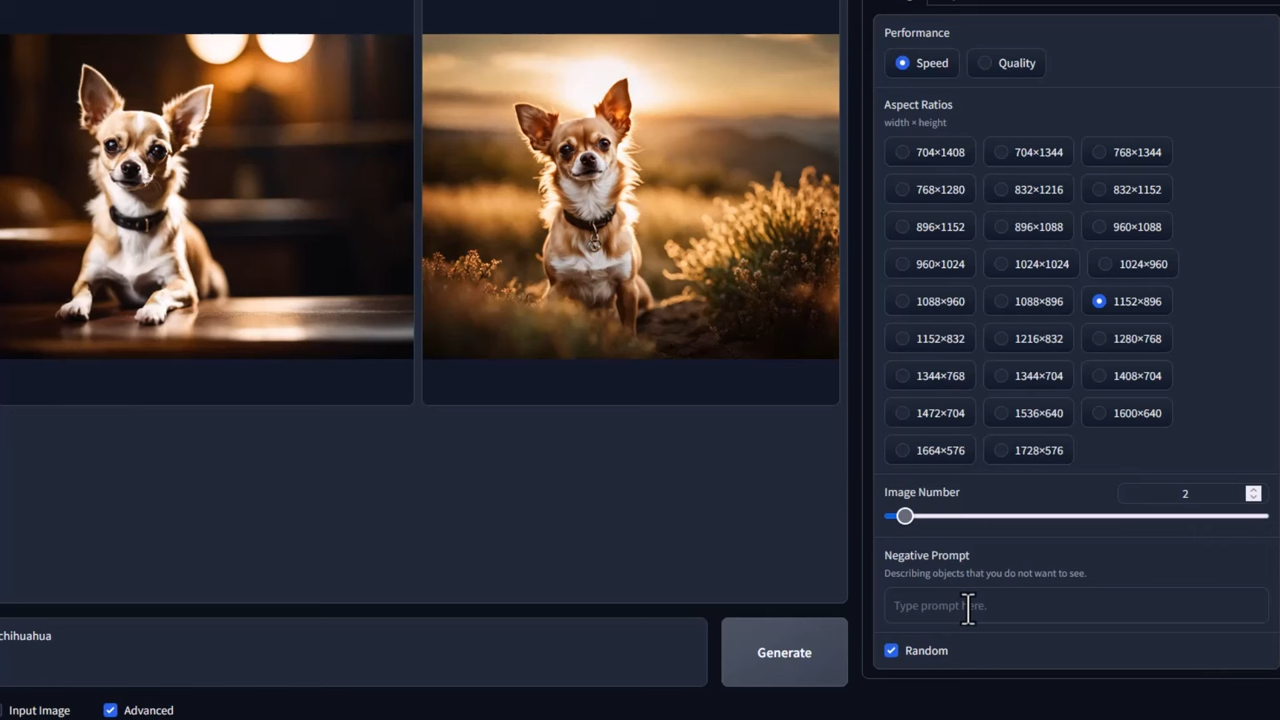 Performance
Speed Quality
Aspect Ratios
width × height
704×1408 704×1344 768×1344
768×1280 832×1216 832×1152
896×1152 896×1088 960×1088
960×1024 1024×1024 1024×960
1088×960 1088×896 1152×896
1152×832 1216×832 1280×768
1344×768 1344×704 1408×704
1472×704 1536×640 1600×640
1664×576 1728×576
Image Number 2
Negative Prompt
Describing objects that you do not want to see.
Type prompt here.
chihuahua
Generate
Random
Input Image Advanced